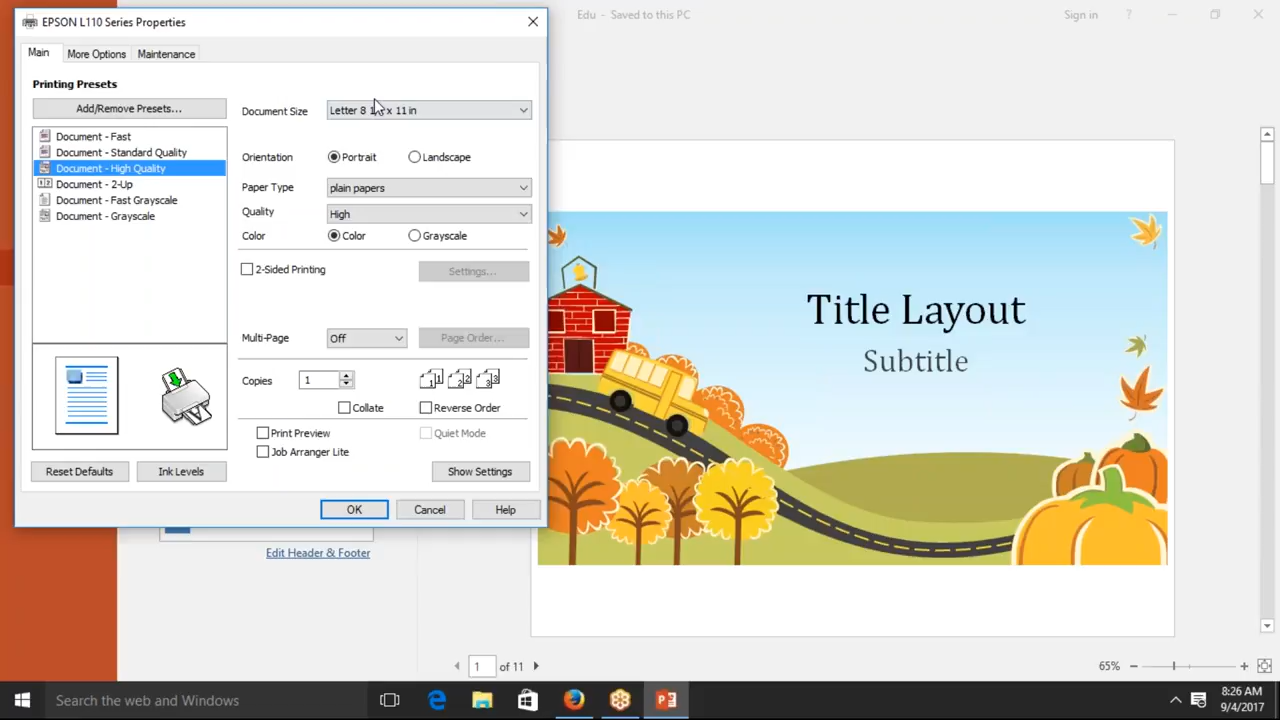 EPSON L110 Series Properties
Edu - Saved to this PC
Sign in
?
Main
More Options
Maintenance
Printing Presets
Add/Remove Presets...
Document - Fast
Document - Standard Quality
Document - High Quality
Document - 2-Up
Document - Fast Grayscale
Document - Grayscale
Reset Defaults
Ink Levels
Document Size
Letter 8 x 11 in
Orientation
Portrait
Landscape
Paper Type
plain papers
Quality
High
Color
Color
Grayscale
2-Sided Printing
Settings...
Multi-Page
Off
Page Order...
Copies
1
1 1 2 2 3 3
Collate
Reverse Order
Print Preview
Quiet Mode
Job Arranger Lite
Show Settings
OK
Cancel
Help
Edit Header & Footer
Title Layout
Subtitle
1 of 11
65%
Search the web and Windows
8:26 AM
9/4/2017